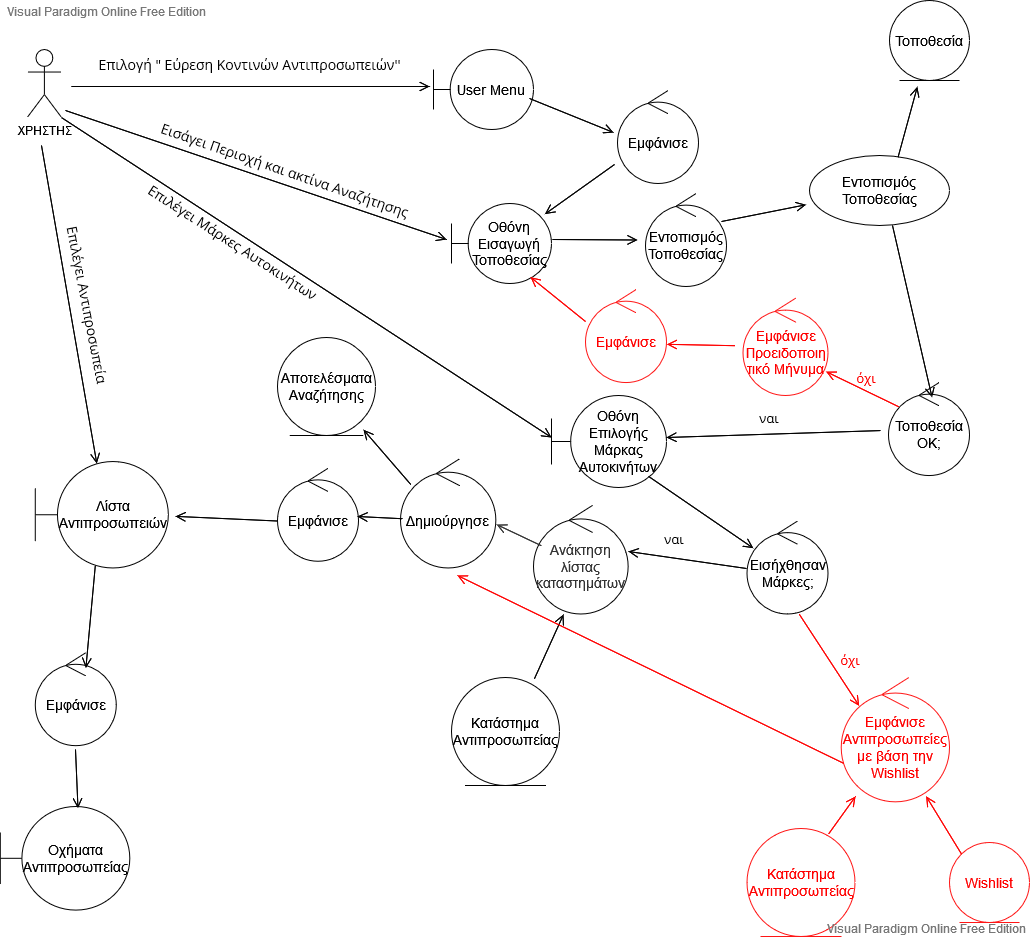 Visual Paradigm Online Free Edition
Τοποθεσία
Επιλογή " Εύρεση Κοντινών Αντιπροσωπειών"
User Menu
ΧΡΗΣΤΗΣ
Εμφάνισε
Εισάγει Περιοχή και ακτίνα Αναζήτησης
Εντοπισμός
Τοποθεσίας
Επιλέγει Μάρκες Αυτοκινήτων
Οθόνη
Εισαγωγή
Τοποθεσίας
Εντοπισμός
Τοποθεσίας
Επιλέγει Αντιπροσωπεία
Εμφάνισε
Εμφάνισε
Προειδοποιη
τικό Μήνυμα
όχι
Αποτελέσματα
Αναζήτησης
Οθόνη
Επιλογής
Μάρκας
Αυτοκινήτων
ναι
Τοποθεσία
OK;
Λίστα
Αντιπροσωπειών
Εμφάνισε
Δημιούργησε
Ανάκτηση
λίστας
καταστημάτων
ναι
Εισήχθησαν
Μάρκες;
όχι
Εμφάνισε
Κατάστημα
Αντιπροσωπείας
Εμφάνισε
Αντιπροσωπείες
με βάση την
Wishlist
Οχήματα
Αντιπροσωπείας
Κατάστημα
Αντιπροσωπείας
Wishlist
Visual Paradigm Online Free Edition